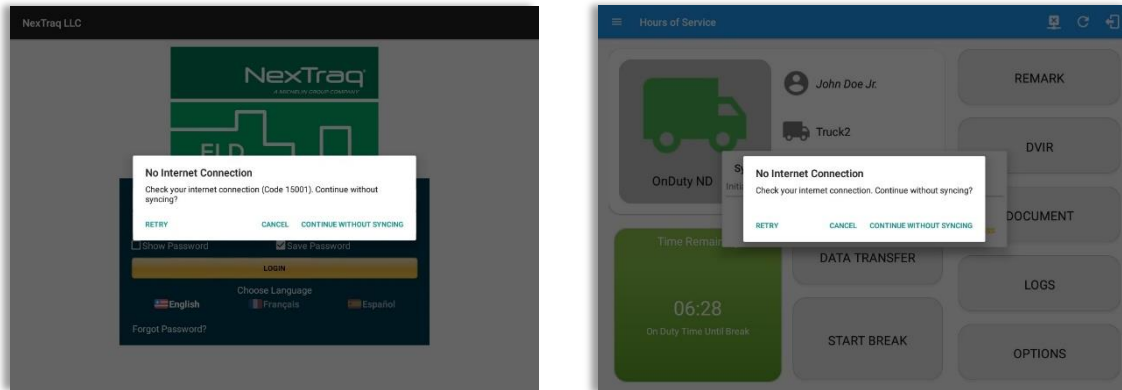 NexTraq LLC
NexTraq
A MICHELIN GROUP COMPANY
ELD
No Internet Connection
Check your internet connection (Code 15001). Continue without
syncing?
RETRY CANCEL CONTINUE WITHOUT SYNCING
Show Password Save Password
LOGIN
Choose Language
English Français Español
Forgot Password?
Hours of Service
John Doe Jr.
Truck2
OnDuty ND
REMARK
DVIR
No Internet Connection
Check your internet connection. Continue without syncing?
RETRY CANCEL CONTINUE WITHOUT SYNCING
DOCUMENT
DATA TRANSFER
LOGS
06:28
On Duty Time Until Break
START BREAK
OPTIONS